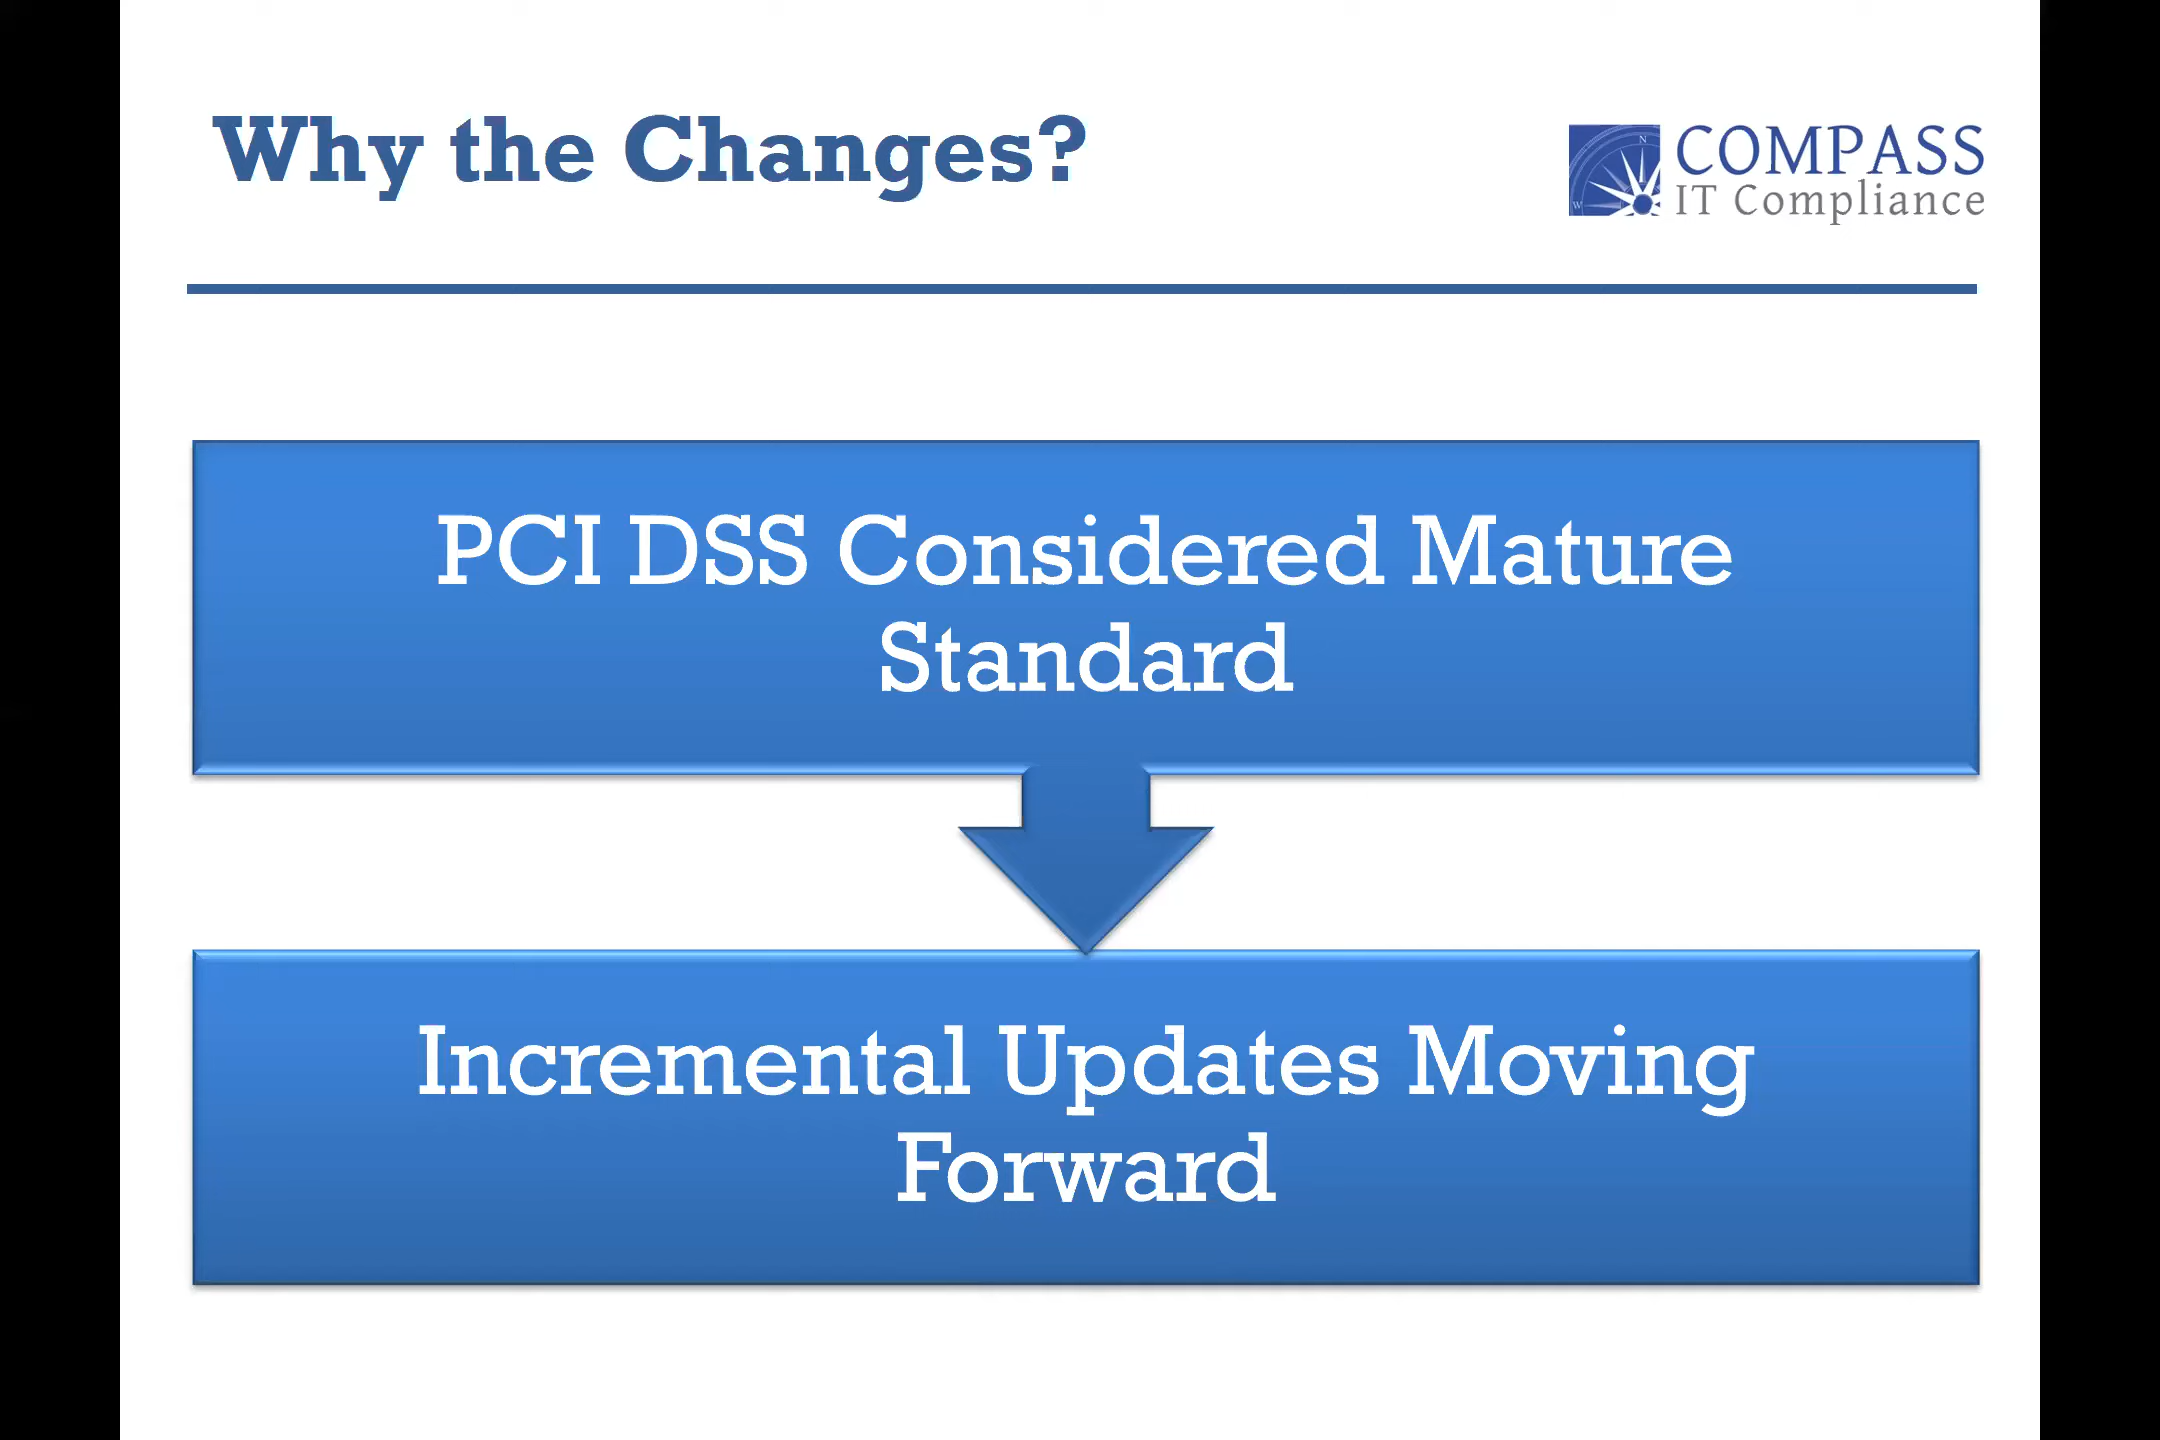 Why the Changes?
COMPASS
IT Compliance
N
W
PCI DSS Considered Mature
Standard
Incremental Updates Moving
Forward